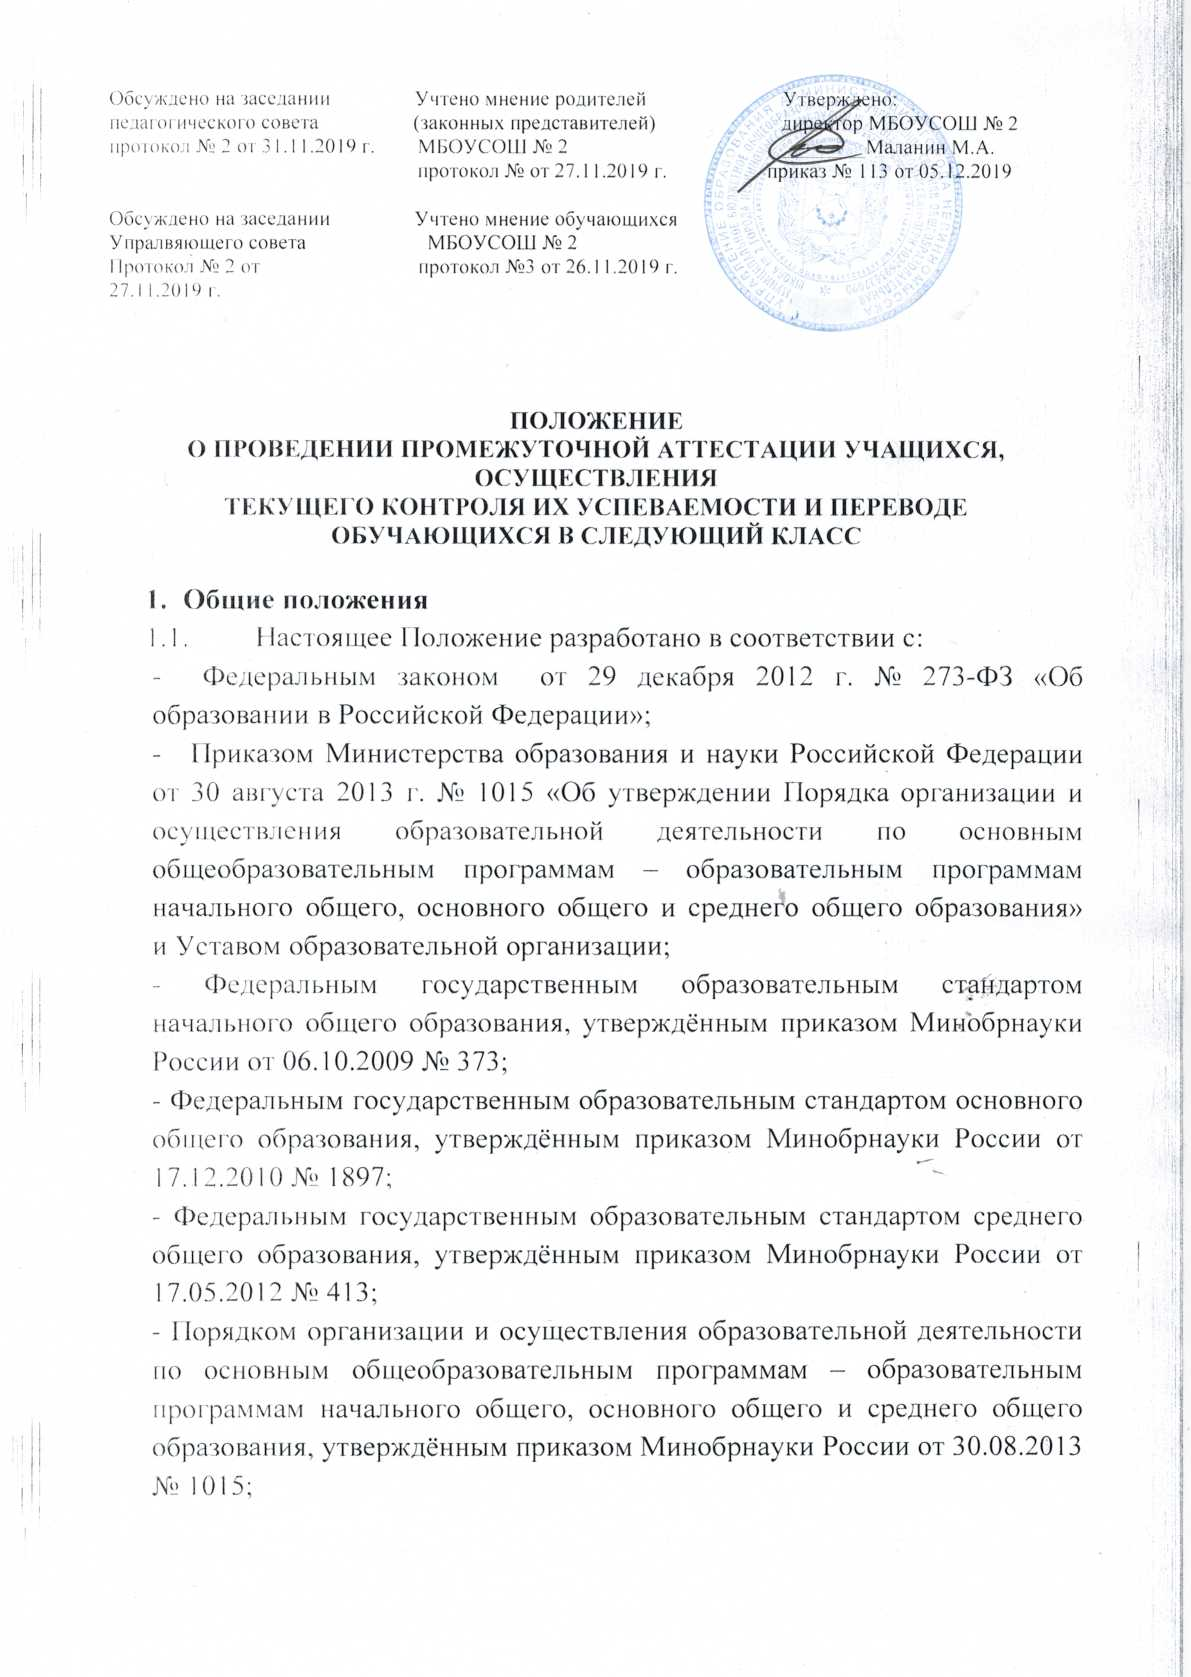 Обсуждено на заседании
педагогического совета
протокол № 2 от 31.11.2019 г.
Учтено мнение родителей
(законных представителей)
МБОУСОШ № 2
протокол № от 27.11.2019 г.
Утверждено:
директор МБОУСОШ № 2
Маланин М.А.
приказ № 113 от 05.12.2019
Обсуждено на заседании
Упралвяющего совета
Протокол № 2 от
27.11.2019 г.
Учтено мнение обучающихся
МБОУСОШ № 2
протокол №3 от 26.11.2019 г.
ПОЛОЖЕНИЕ
О ПРОВЕДЕНИИ ПРОМЕЖУТОЧНОЙ АТТЕСТАЦИИ УЧАЩИХСЯ,
ОСУЩЕСТВЛЕНИЯ
ТЕКУЩЕГО КОНТРОЛЯ ИХ УСПЕВАЕМОСТИ И ПЕРЕВОДЕ
ОБУЧАЮЩИХСЯ В СЛЕДУЮЩИЙ КЛАСС
1. Общие положения
1.1. Настоящее Положение разработано в соответствии с:
- Федеральным законом от 29 декабря 2012 г. № 273-ФЗ «Об
образовании в Российской Федерации»;
- Приказом Министерства образования и науки Российской Федерации
от 30 августа 2013 г. № 1015 «Об утверждении Порядка организации и
осуществления образовательной деятельности по основным
общеобразовательным программам – образовательным программам
начального общего, основного общего и среднего общего образования»
и Уставом образовательной организации;
- Федеральным государственным образовательным стандартом
начального общего образования, утверждённым приказом Минобрнауки
России от 06.10.2009 № 373;
- Федеральным государственным образовательным стандартом основного
общего образования, утверждённым приказом Минобрнауки России от
17.12.2010 № 1897;
- Федеральным государственным образовательным стандартом среднего
общего образования, утверждённым приказом Минобрнауки России от
17.05.2012 № 413;
- Порядком организации и осуществления образовательной деятельности
по основным общеобразовательным программам – образовательным
программам начального общего, основного общего и среднего общего
образования, утверждённым приказом Минобрнауки России от 30.08.2013
№ 1015;